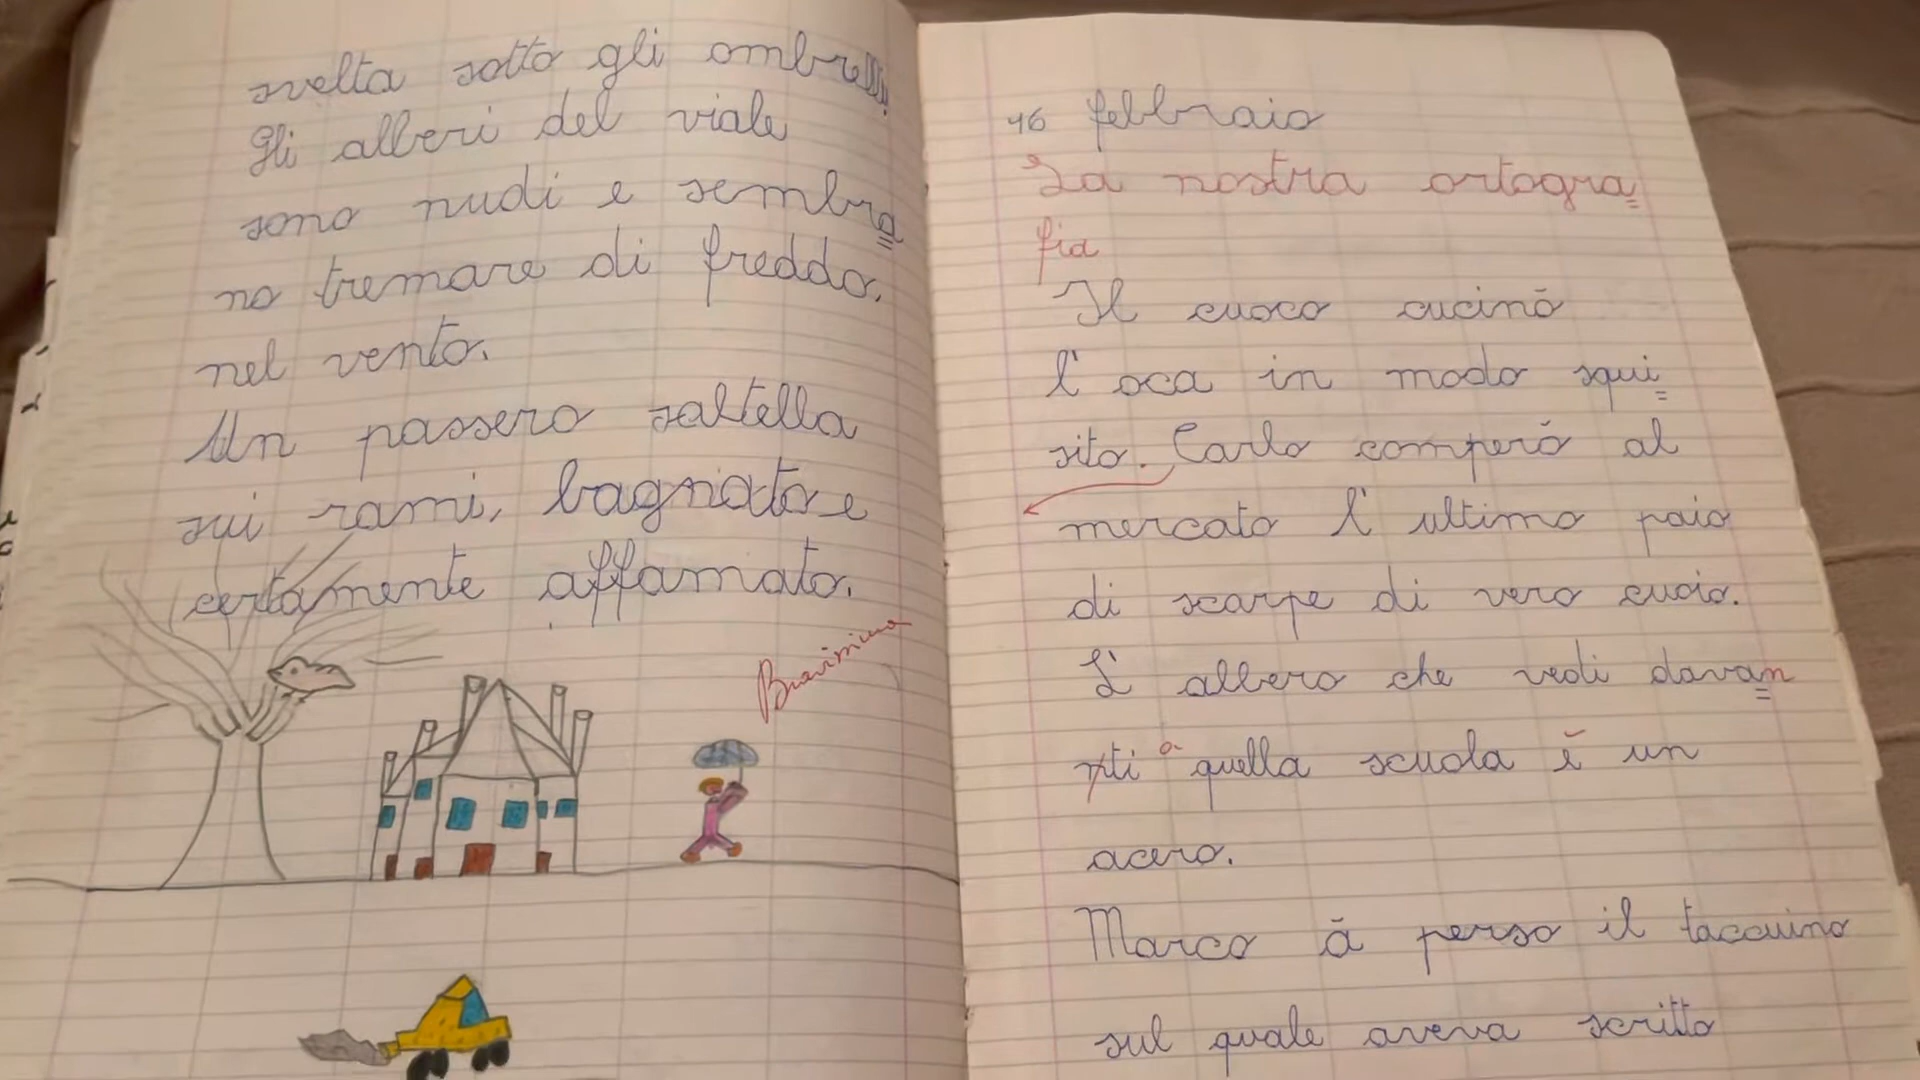 svelta sotto gli ombrelli.
Gli alberi del viale
sono nudi e sembra
no tremare di freddo.
nel vento.
Un passero saltella
sui rami, bagnato e
certamente affamato.
Bravissima
16 febbraio
La nostra ortogra
fia
Il cuoco cucinò
l' oca in modo squi
sito. Carlo comperò al
mercato l' ultimo paio
di scarpe di vero cuoio.
L' albero che vedi davan
ti a quella scuola è un
acero.
Marco à perso il taccuino
sul quale aveva scritto